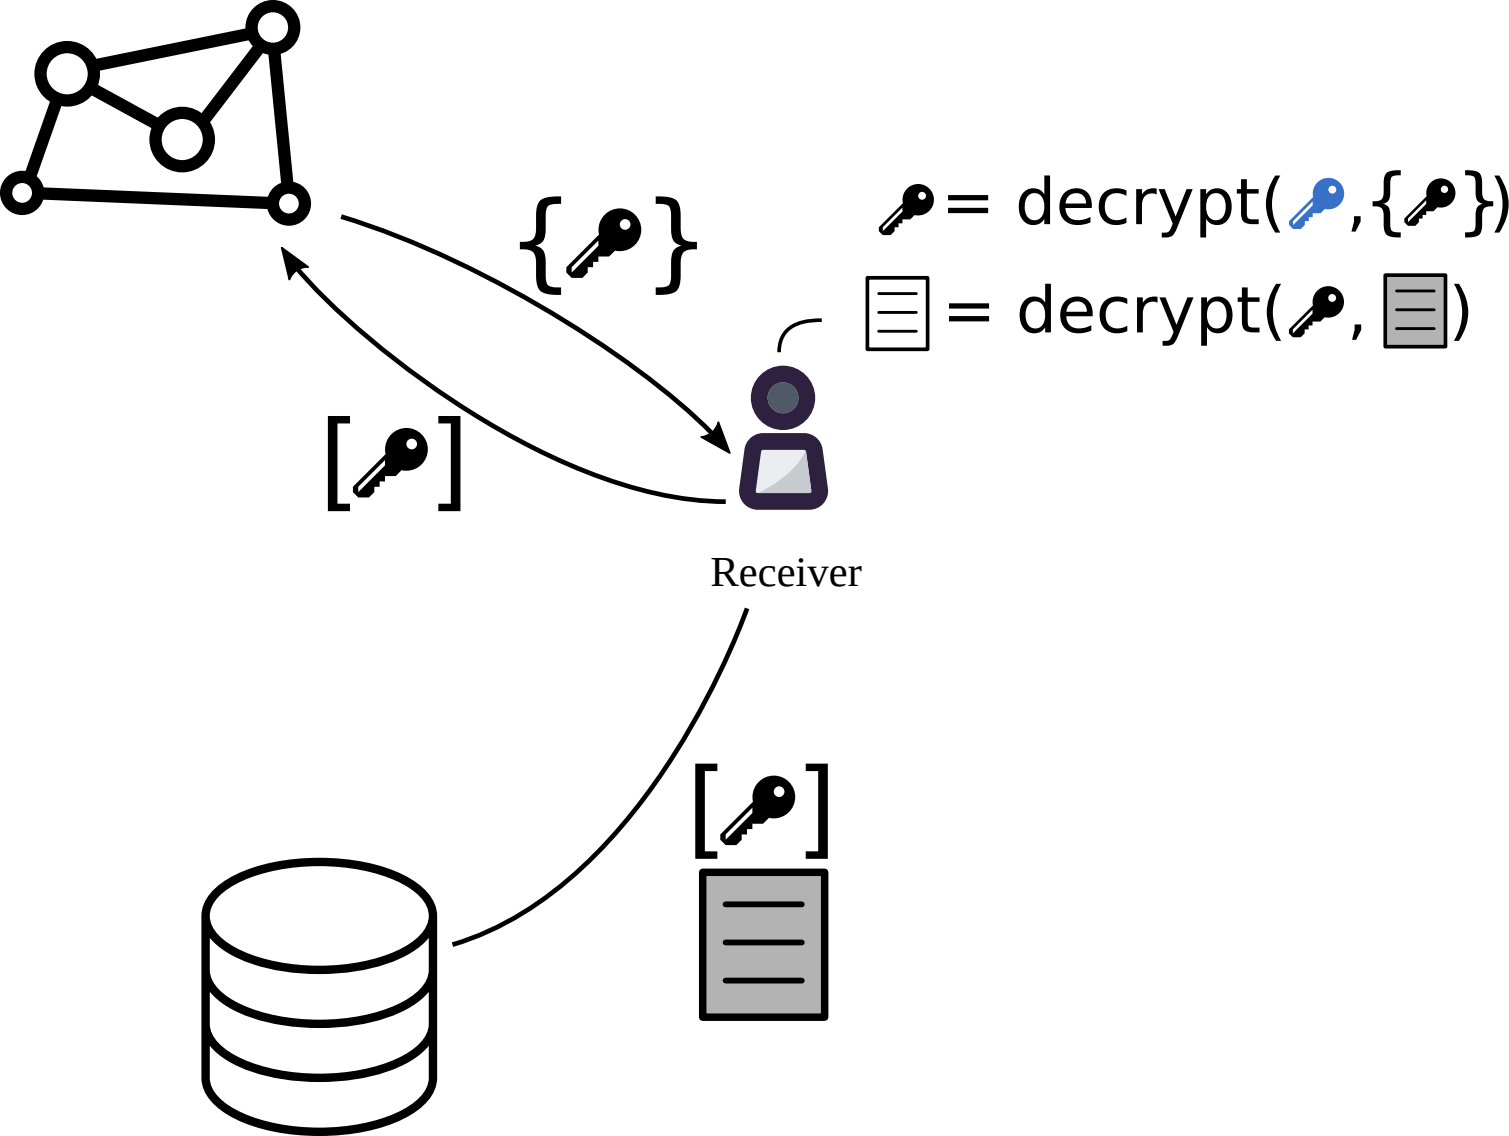 { }
= decrypt( ,{ })
= decrypt( , )
[ ]
Receiver
[ ]